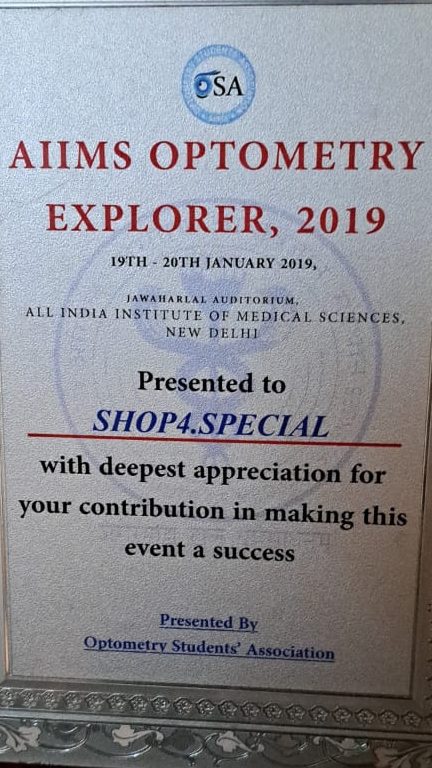 OSA
AIIMS OPTOMETRY
EXPLORER, 2019
19TH - 20TH JANUARY 2019,
JAWAHARLAL AUDITORIUM,
ALL INDIA INSTITUTE OF MEDICAL SCIENCES,
NEW DELHI
Presented to
SHOP4.SPECIAL
with deepest appreciation for
your contribution in making this
event a success
Presented By
Optometry Students' Association